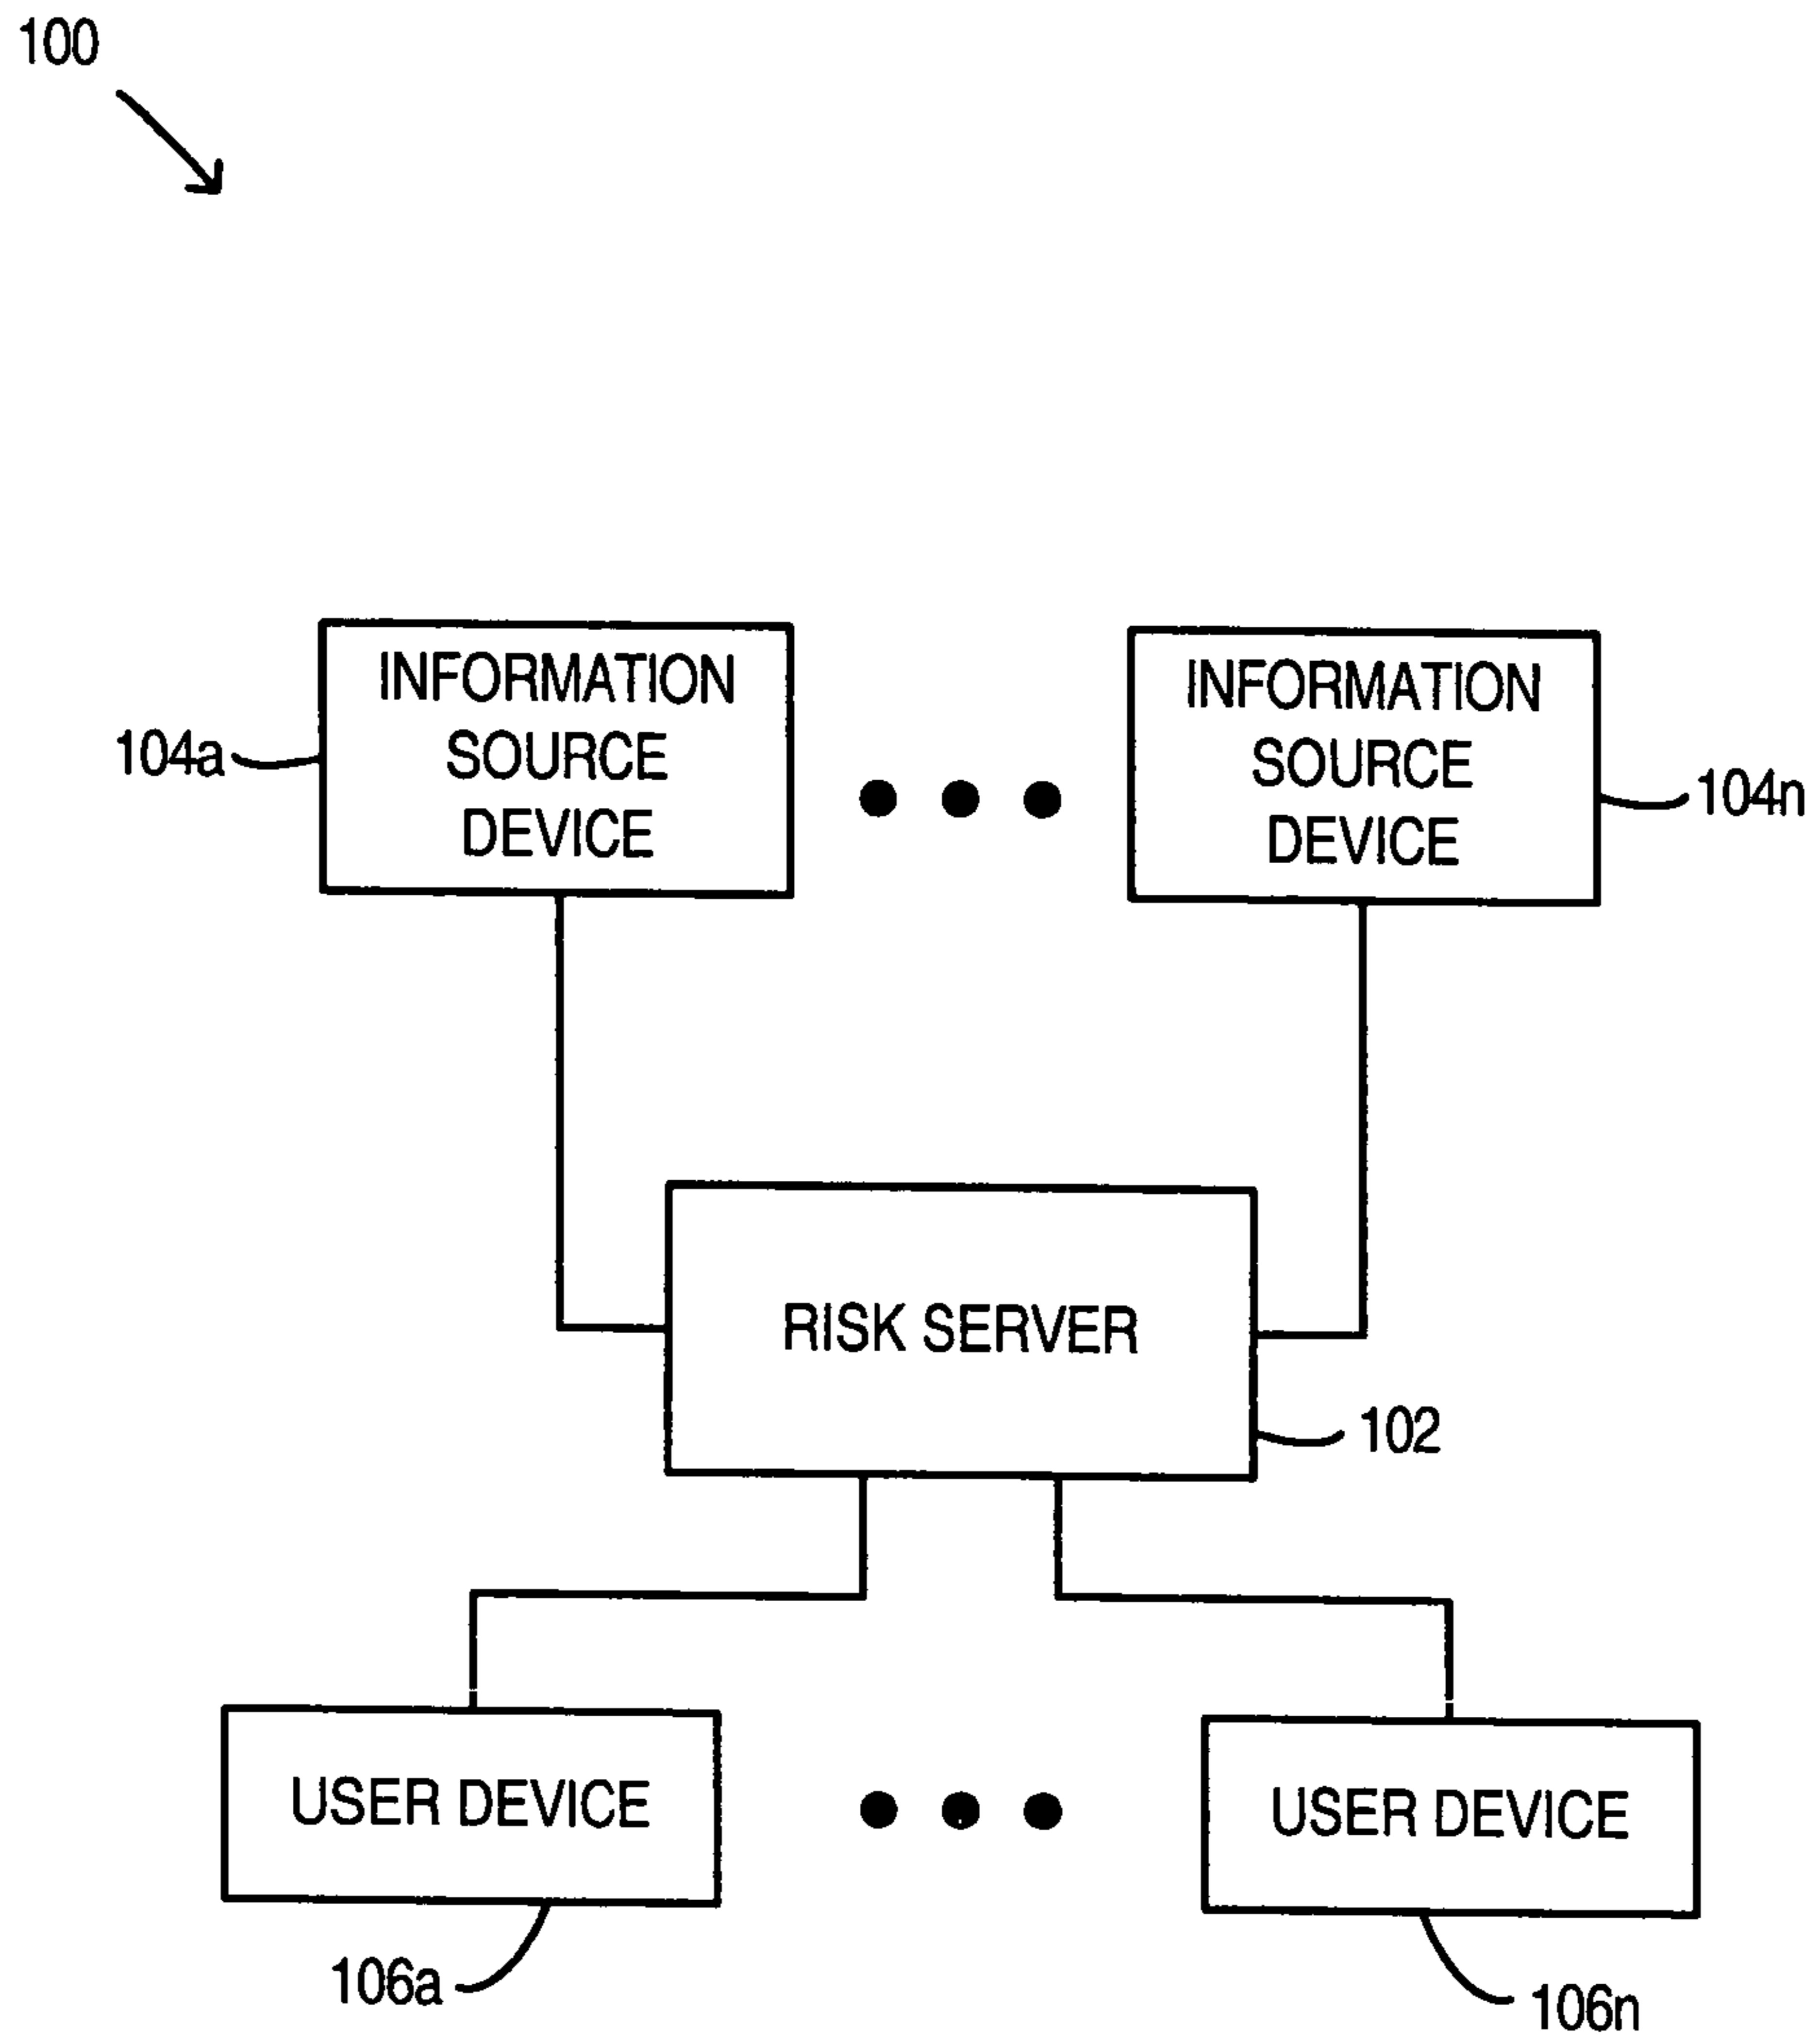 100
INFORMATION
SOURCE
DEVICE
104a
INFORMATION
SOURCE
DEVICE
104n
RISK SERVER
102
USER DEVICE
106a
USER DEVICE
106n